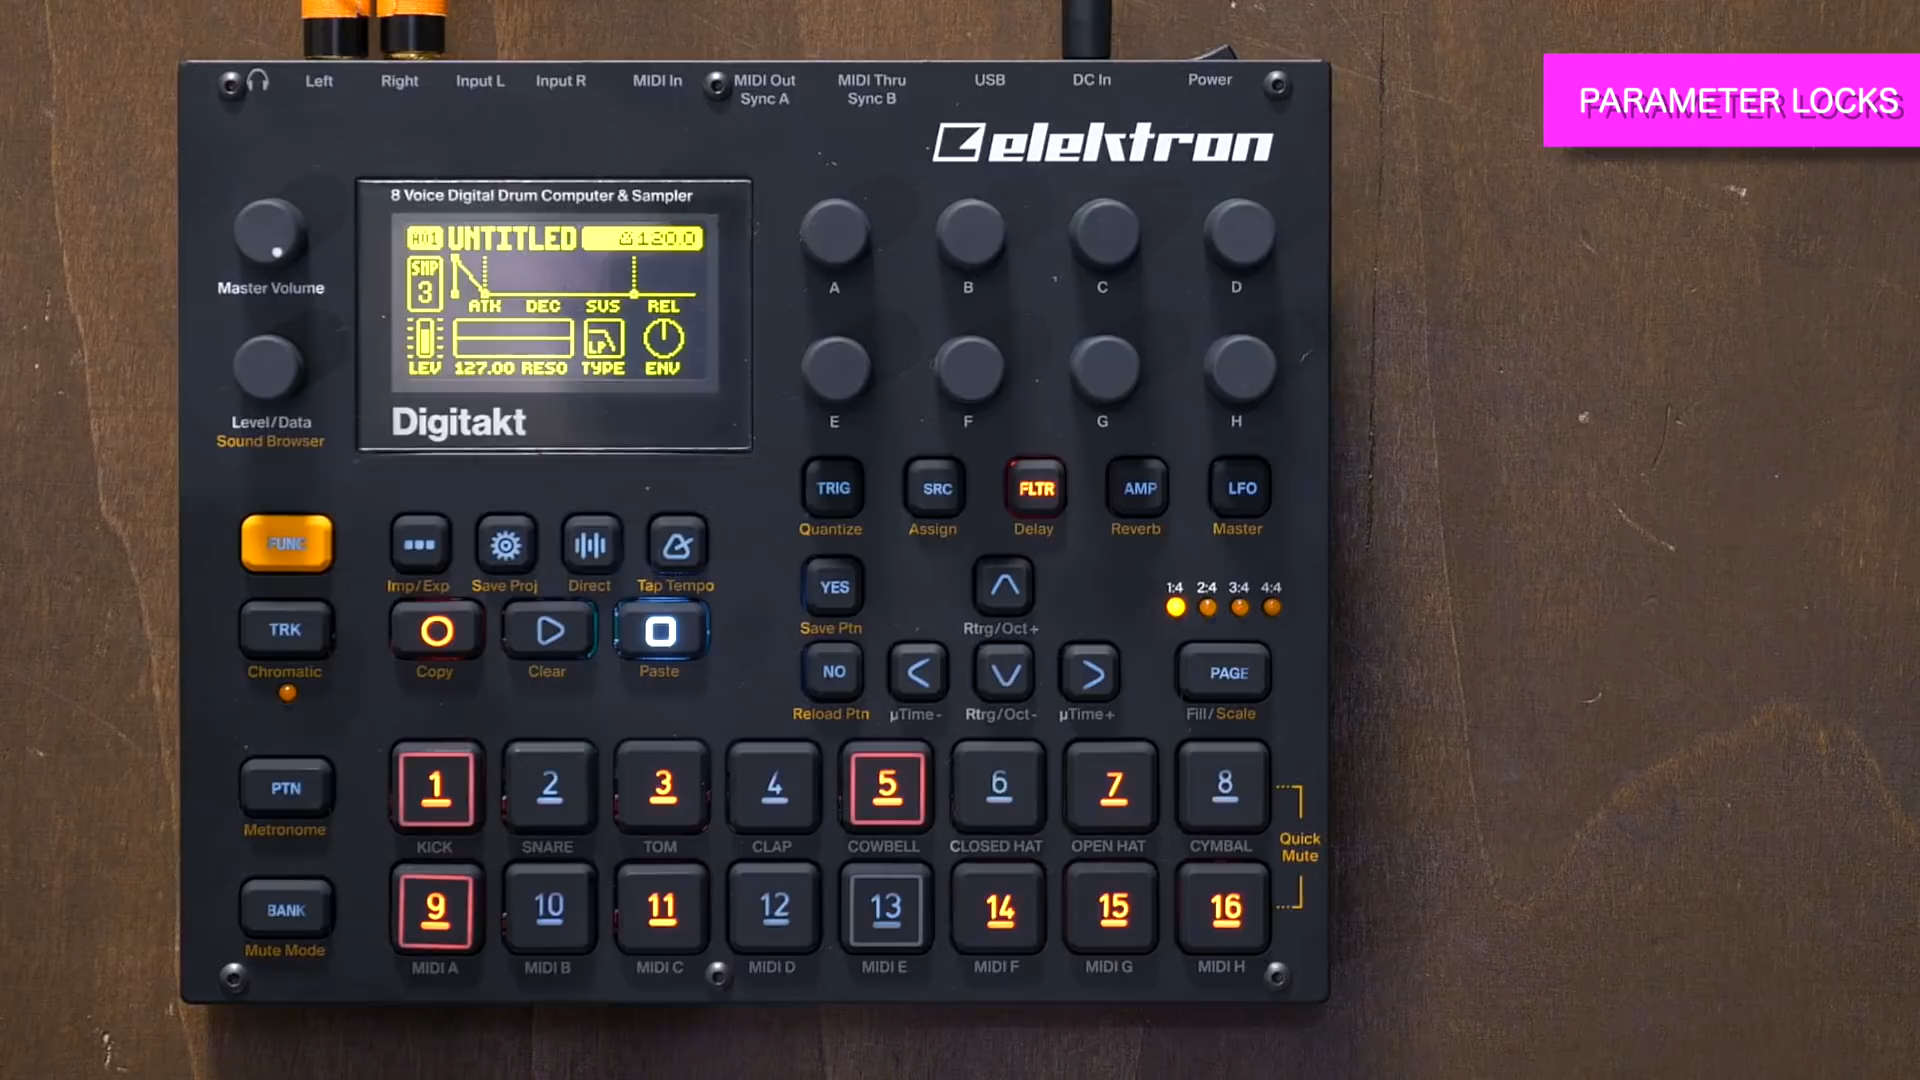 PARAMETER LOCKS
Left Right Input L Input R MIDI In MIDI Out MIDI Thru USB DC In Power
Sync A Sync B
elektron
8 Voice Digital Drum Computer & Sampler
A01 UNTITLED 120.0
SMP
3
ATK DEC SUS REL
LP
LEV 127.00 RESO TYPE ENV
Digitakt
Master Volume
Level/Data
Sound Browser
A B C D
E F G H
TRIG SRC FLTR AMP LFO
Quantize Assign Delay Reverb Master
FUNC
Imp/Exp Save Proj Direct Tap Tempo
YES
Save Ptn
Rtrg/Oct+
1:4 2:4 3:4 4:4
TRK
Chromatic
Copy Clear Paste
NO PAGE
Reload Ptn µTime- Rtrg/Oct- µTime+ Fill/Scale
PTN
Metronome
1 2 3 4 5 6 7 8
KICK SNARE TOM CLAP COWBELL CLOSED HAT OPEN HAT CYMBAL
Quick
Mute
BANK
Mute Mode
9 10 11 12 13 14 15 16
MIDI A MIDI B MIDI C MIDI D MIDI E MIDI F MIDI G MIDI H